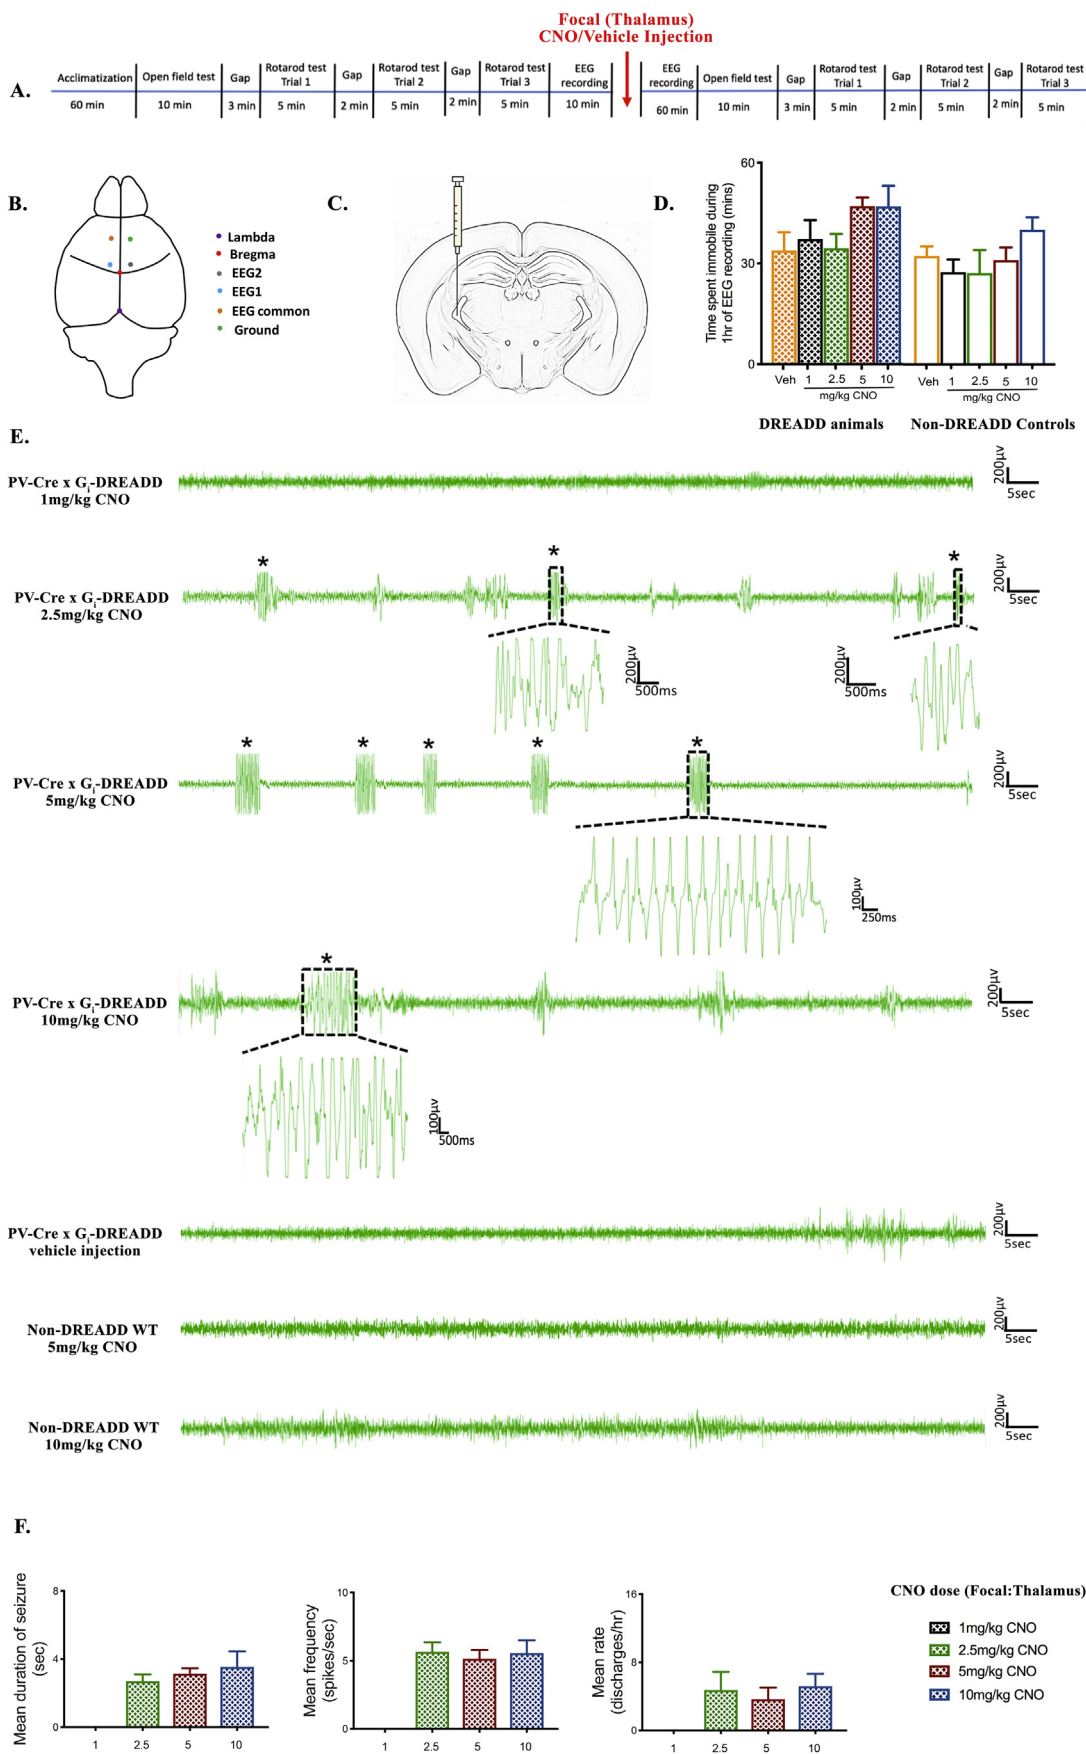 Focal (Thalamus)
CNO/Vehicle Injection
A.
Acclimatization
60 min
Open field test
10 min
Gap
3 min
Rotarod test
Trial 1
5 min
Gap
2 min
Rotarod test
Trial 2
5 min
Gap
2 min
Rotarod test
Trial 3
5 min
EEG
recording
10 min
EEG
recording
60 min
Open field test
10 min
Gap
3 min
Rotarod test
Trial 1
5 min
Gap
2 min
Rotarod test
Trial 2
5 min
Gap
2 min
Rotarod test
Trial 3
5 min
B.
Lambda
Bregma
EEG2
EEG1
EEG common
Ground
C.
D.
Time spent immobile during
1hr of EEG recording (mins)
60
30
0
Veh 1 2.5 5 10
mg/kg CNO
Veh 1 2.5 5 10
mg/kg CNO
DREADD animals
Non-DREADD Controls
E.
PV-Cre x Gi-DREADD
1mg/kg CNO
200μv
5sec
* * *
PV-Cre x Gi-DREADD
2.5mg/kg CNO
200μv
5sec
200μv
500ms
200μv
500ms
* * * * *
PV-Cre x Gi-DREADD
5mg/kg CNO
200μv
5sec
100μv
250ms
*
PV-Cre x Gi-DREADD
10mg/kg CNO
200μv
5sec
100μv
500ms
PV-Cre x Gi-DREADD
vehicle injection
200μv
5sec
Non-DREADD WT
5mg/kg CNO
200μv
5sec
Non-DREADD WT
10mg/kg CNO
200μv
5sec
F.
Mean duration of seizure
(sec)
8
4
0
1 2.5 5 10
Mean frequency
(spikes/sec)
10
5
0
1 2.5 5 10
Mean rate
(discharges/hr)
16
8
0
1 2.5 5 10
CNO dose (Focal:Thalamus)
1mg/kg CNO
2.5mg/kg CNO
5mg/kg CNO
10mg/kg CNO